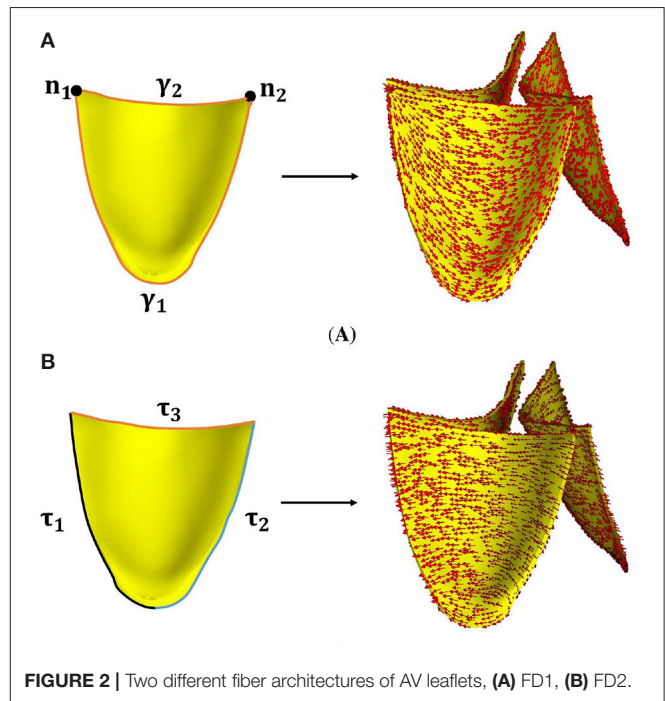 A
n₁ γ₂ n₂
γ₁
(A)
B
τ₃
τ₁ τ₂
FIGURE 2 | Two different fiber architectures of AV leaflets, (A) FD1, (B) FD2.